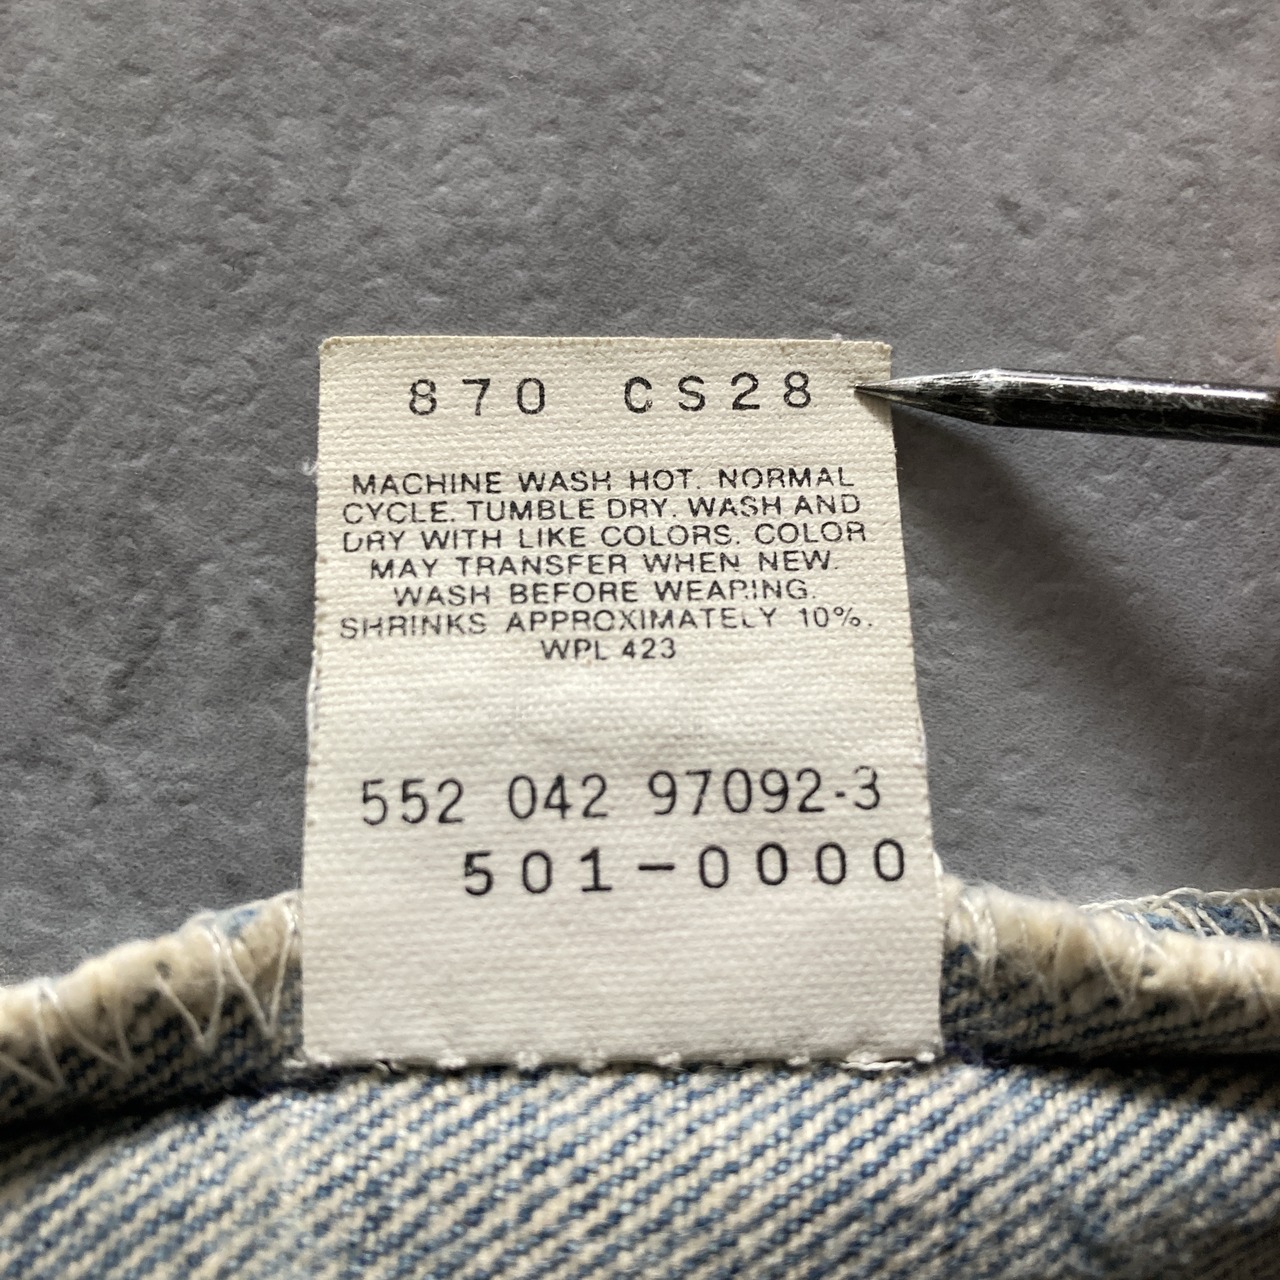 870 CS28
MACHINE WASH HOT. NORMAL
CYCLE. TUMBLE DRY. WASH AND
DRY WITH LIKE COLORS. COLOR
MAY TRANSFER WHEN NEW.
WASH BEFORE WEARING.
SHRINKS APPROXIMATELY 10%.
WPL 423
552 042 97092-3
501-0000